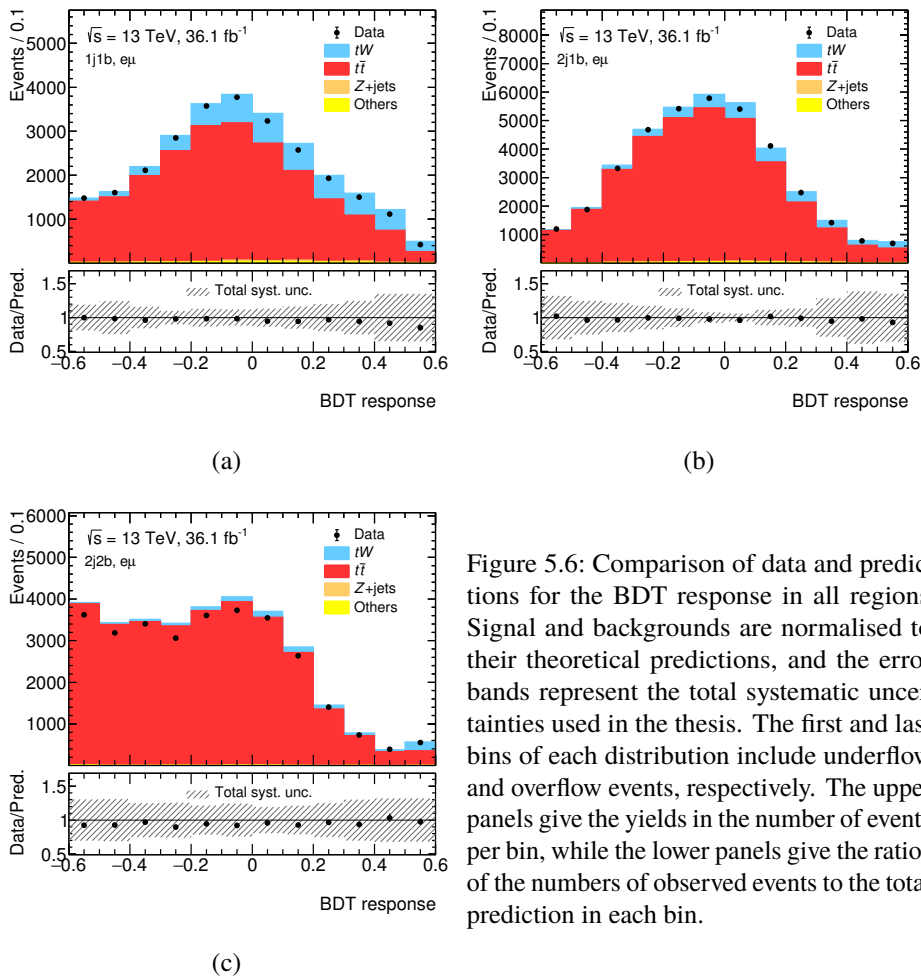 Events / 0.1
5000
4000
3000
2000
1000
√s = 13 TeV, 36.1 fb⁻¹
1j1b, eμ
Data
tW
tt̄
Z+jets
Others
Data/Pred.
1.5
1
0.5
Total syst. unc.
−0.6 −0.4 −0.2 0 0.2 0.4 0.6
BDT response
(a)
Events / 0.1
8000
7000
6000
5000
4000
3000
2000
1000
√s = 13 TeV, 36.1 fb⁻¹
2j1b, eμ
Data
tW
tt̄
Z+jets
Others
Data/Pred.
1.5
1
0.5
Total syst. unc.
−0.6 −0.4 −0.2 0 0.2 0.4 0.6
BDT response
(b)
Events / 0.1
6000
5000
4000
3000
2000
1000
√s = 13 TeV, 36.1 fb⁻¹
2j2b, eμ
Data
tW
tt̄
Z+jets
Others
Data/Pred.
1.5
1
0.5
Total syst. unc.
−0.6 −0.4 −0.2 0 0.2 0.4 0.6
BDT response
(c)
Figure 5.6: Comparison of data and predic
tions for the BDT response in all regions
Signal and backgrounds are normalised to
their theoretical predictions, and the erro
bands represent the total systematic uncer
tainties used in the thesis. The first and las
bins of each distribution include underflow
and overflow events, respectively. The uppe
panels give the yields in the number of event
per bin, while the lower panels give the ratio
of the numbers of observed events to the tota
prediction in each bin.